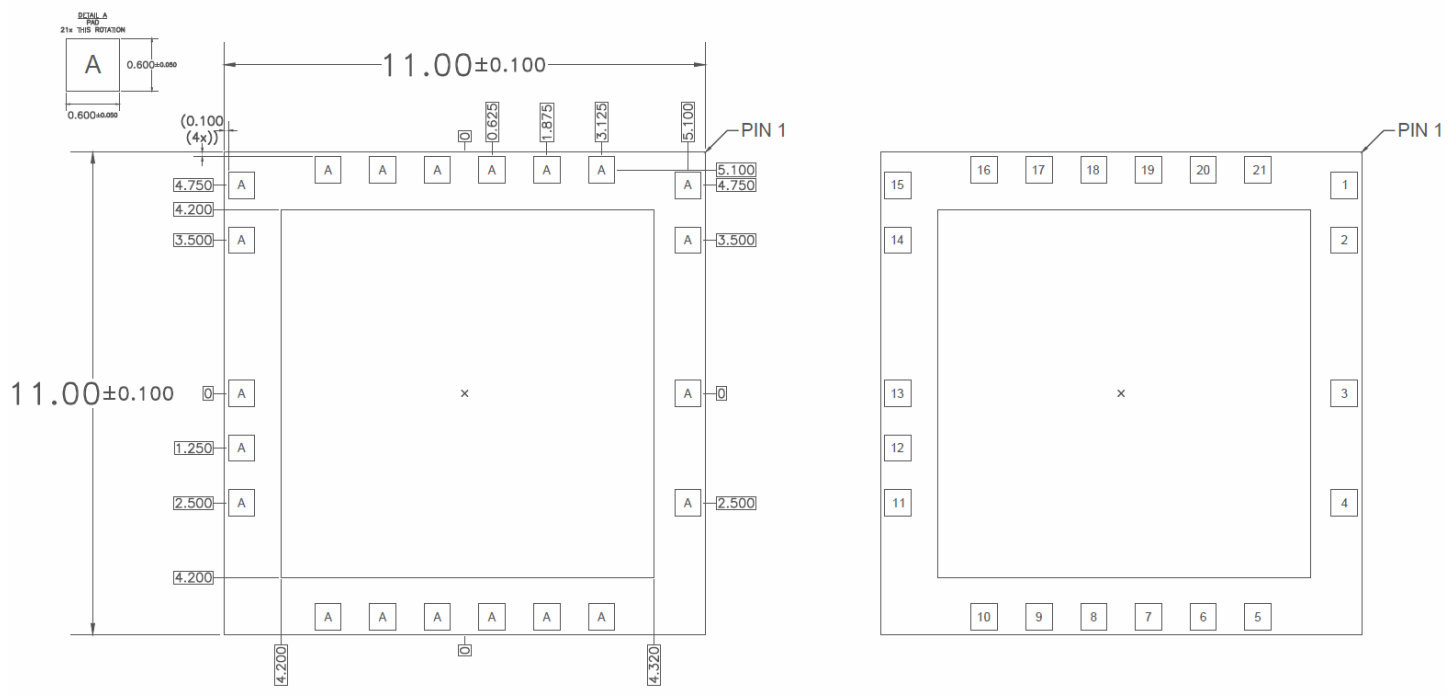 DETAIL A
PAD
21x THIS ROTATION
A
0.600±0.050
0.600±0.050
11.00±0.100
(0.100
(4x))
0
0.625
1.875
3.125
5.100
PIN 1
A A A A A A
5.100
4.750 A
A 4.750
4.200
3.500 A
A 3.500
11.00±0.100
0 A
×
A 0
1.250 A
2.500 A
A 2.500
4.200
A A A A A A
4.200
0
4.320
PIN 1
16 17 18 19 20 21
15 1
14 2
13 × 3
12
11 4
10 9 8 7 6 5